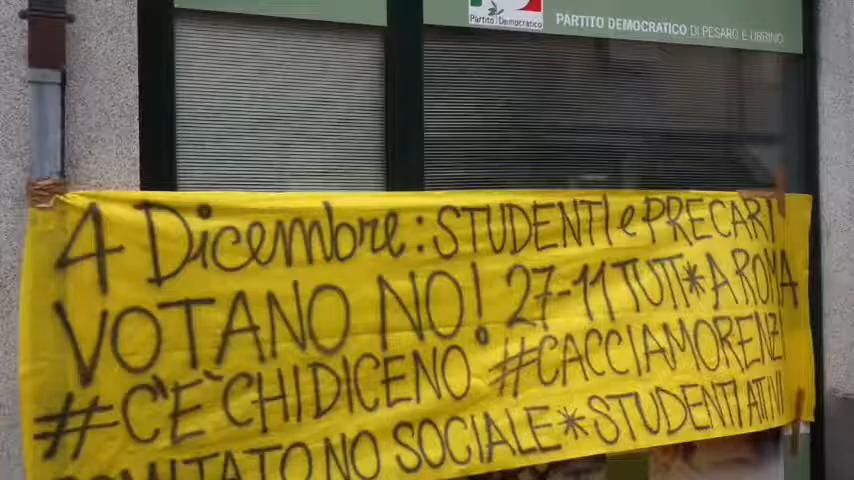 Partito Democratico
PARTITO DEMOCRATICO DI PESARO E URBINO
4 Dicembre: STUDENTI e PRECARI
VOTANO NO! 27-11 TUTT*A ROMA
#C'È CHI DICE NO #CACCIAMORENZI
COMITATO NO SOCIALE*STUDENTI ATTIVI